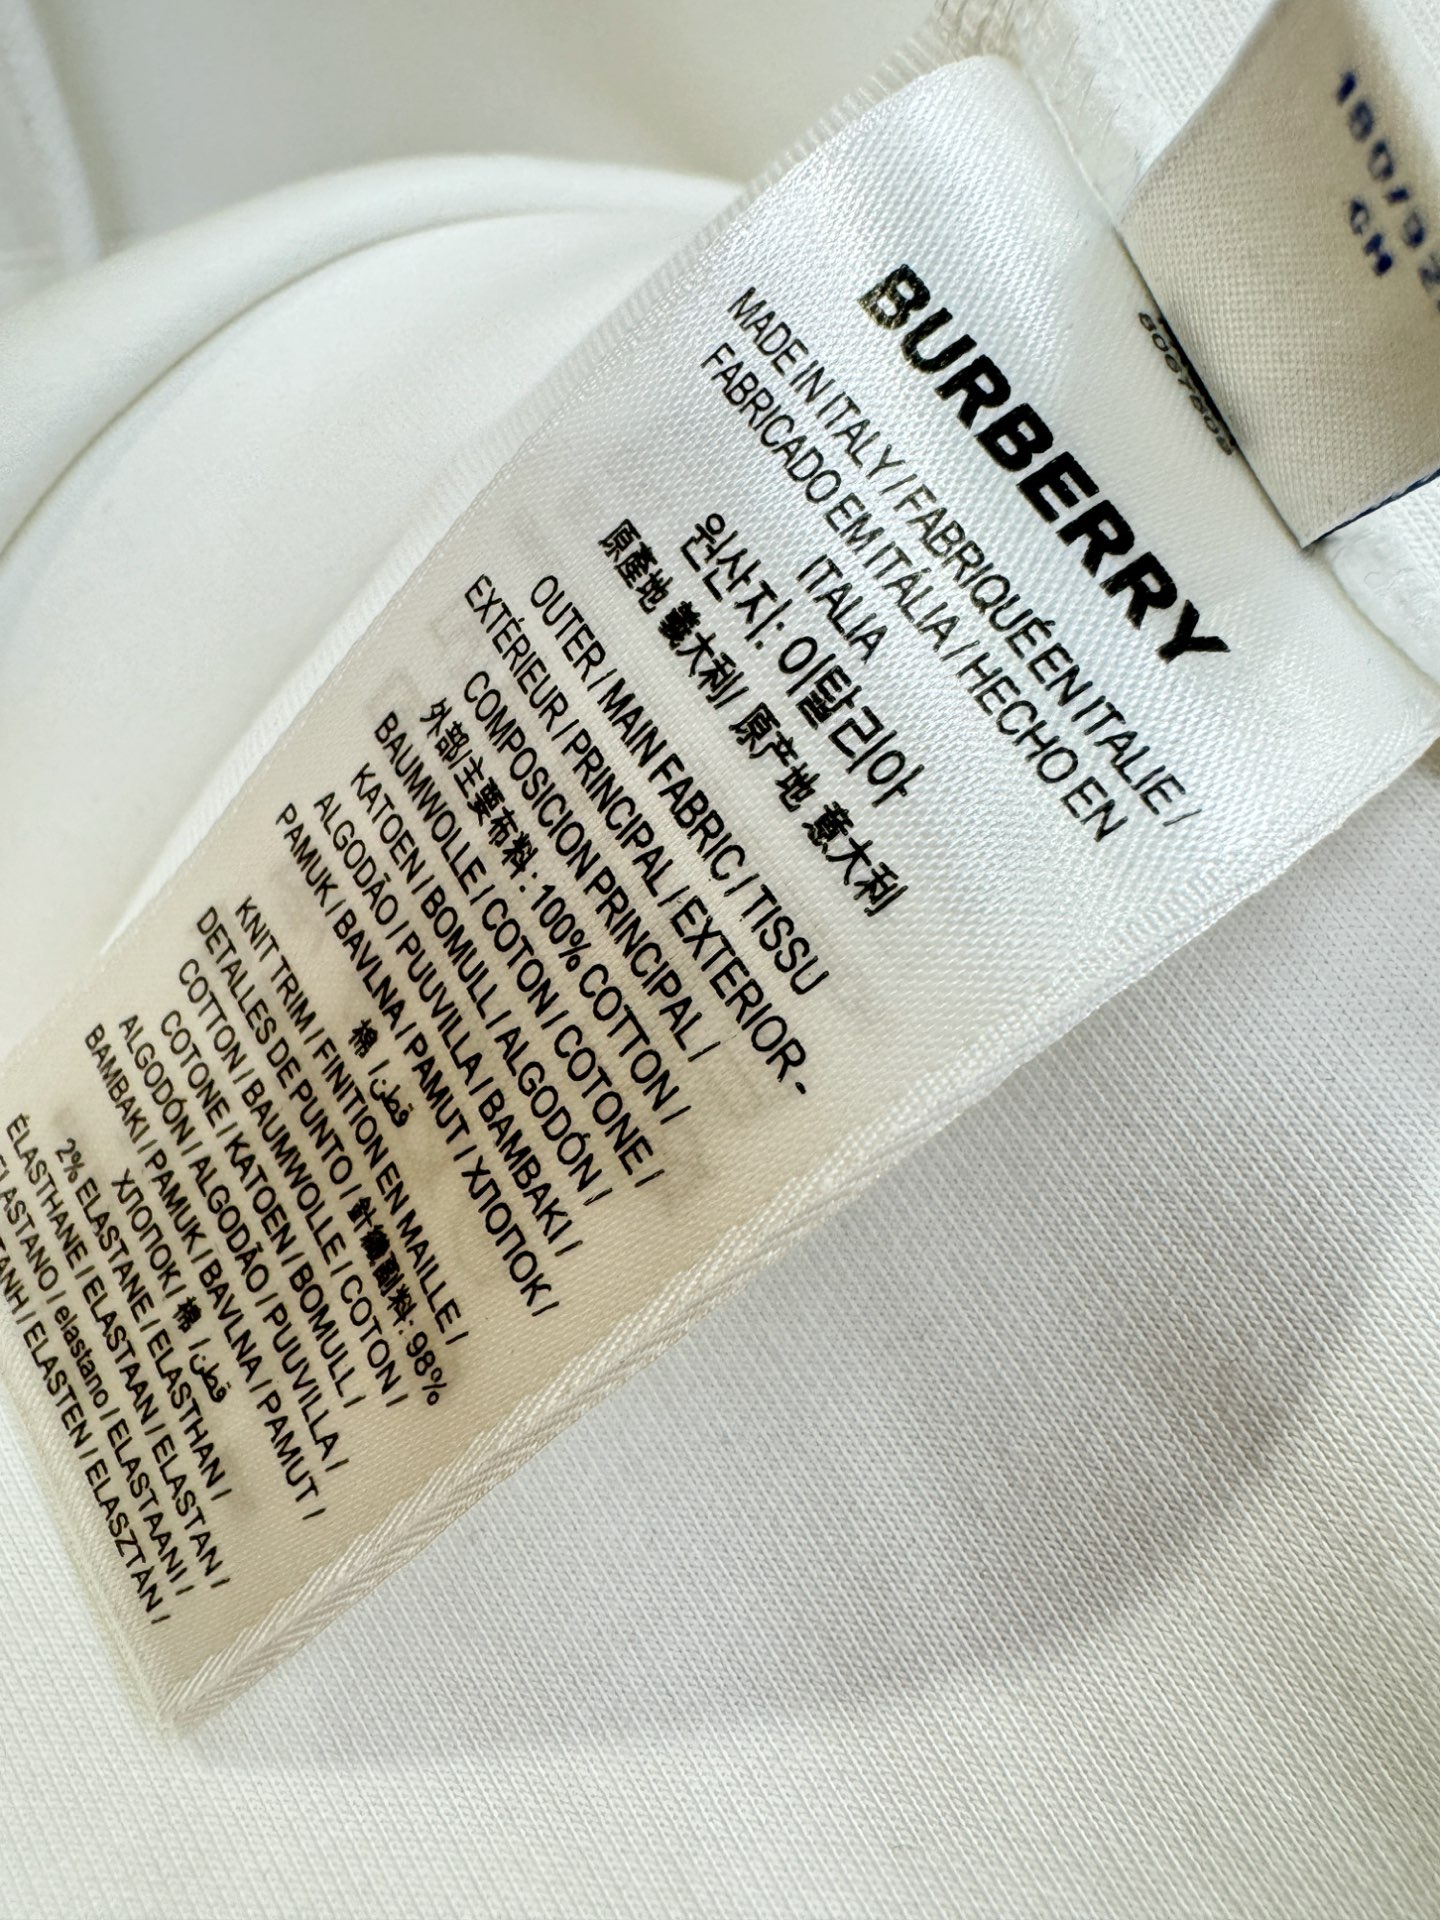 BURBERRY
MADE IN ITALY / FABRIQUÉ EN ITALIE /
FABRICADO EM ITÁLIA / HECHO EN
ITALIA
원산지: 이탈리아
原產地 義大利/ 原产地 意大利
OUTER / MAIN FABRIC / TISSU
EXTÉRIEUR / PRINCIPAL / EXTERIOR-
COMPOSICION PRINCIPAL /
外部主要布料 : 100% COTTON /
BAUMWOLLE / COTON / COTONE /
KATOEN / BOMULL / ALGODÓN /
ALGODÃO / PUUVILLA / BAMBAKI /
PAMUK / BAVLNA / PAMUT / ХЛОПОК /
棉 / قطن
KNIT TRIM / FINITION EN MAILLE /
DETALLES DE PUNTO / 針織副料 : 98%
COTTON / BAUMWOLLE / COTON /
COTONE / KATOEN / BOMULL /
ALGODÓN / ALGODÃO / PUUVILLA /
BAMBAKI / PAMUK / BAVLNA / PAMUT /
ХЛОПОК / 棉 / قطن
2% ELASTANE / ELASTHAN /
ÉLASTHANE / ELASTAAN / ELASTAN /
ELASTANO / elastano / ELASTAANI /
/ ELASTEN / ELASZTÁN /
8067802
GN